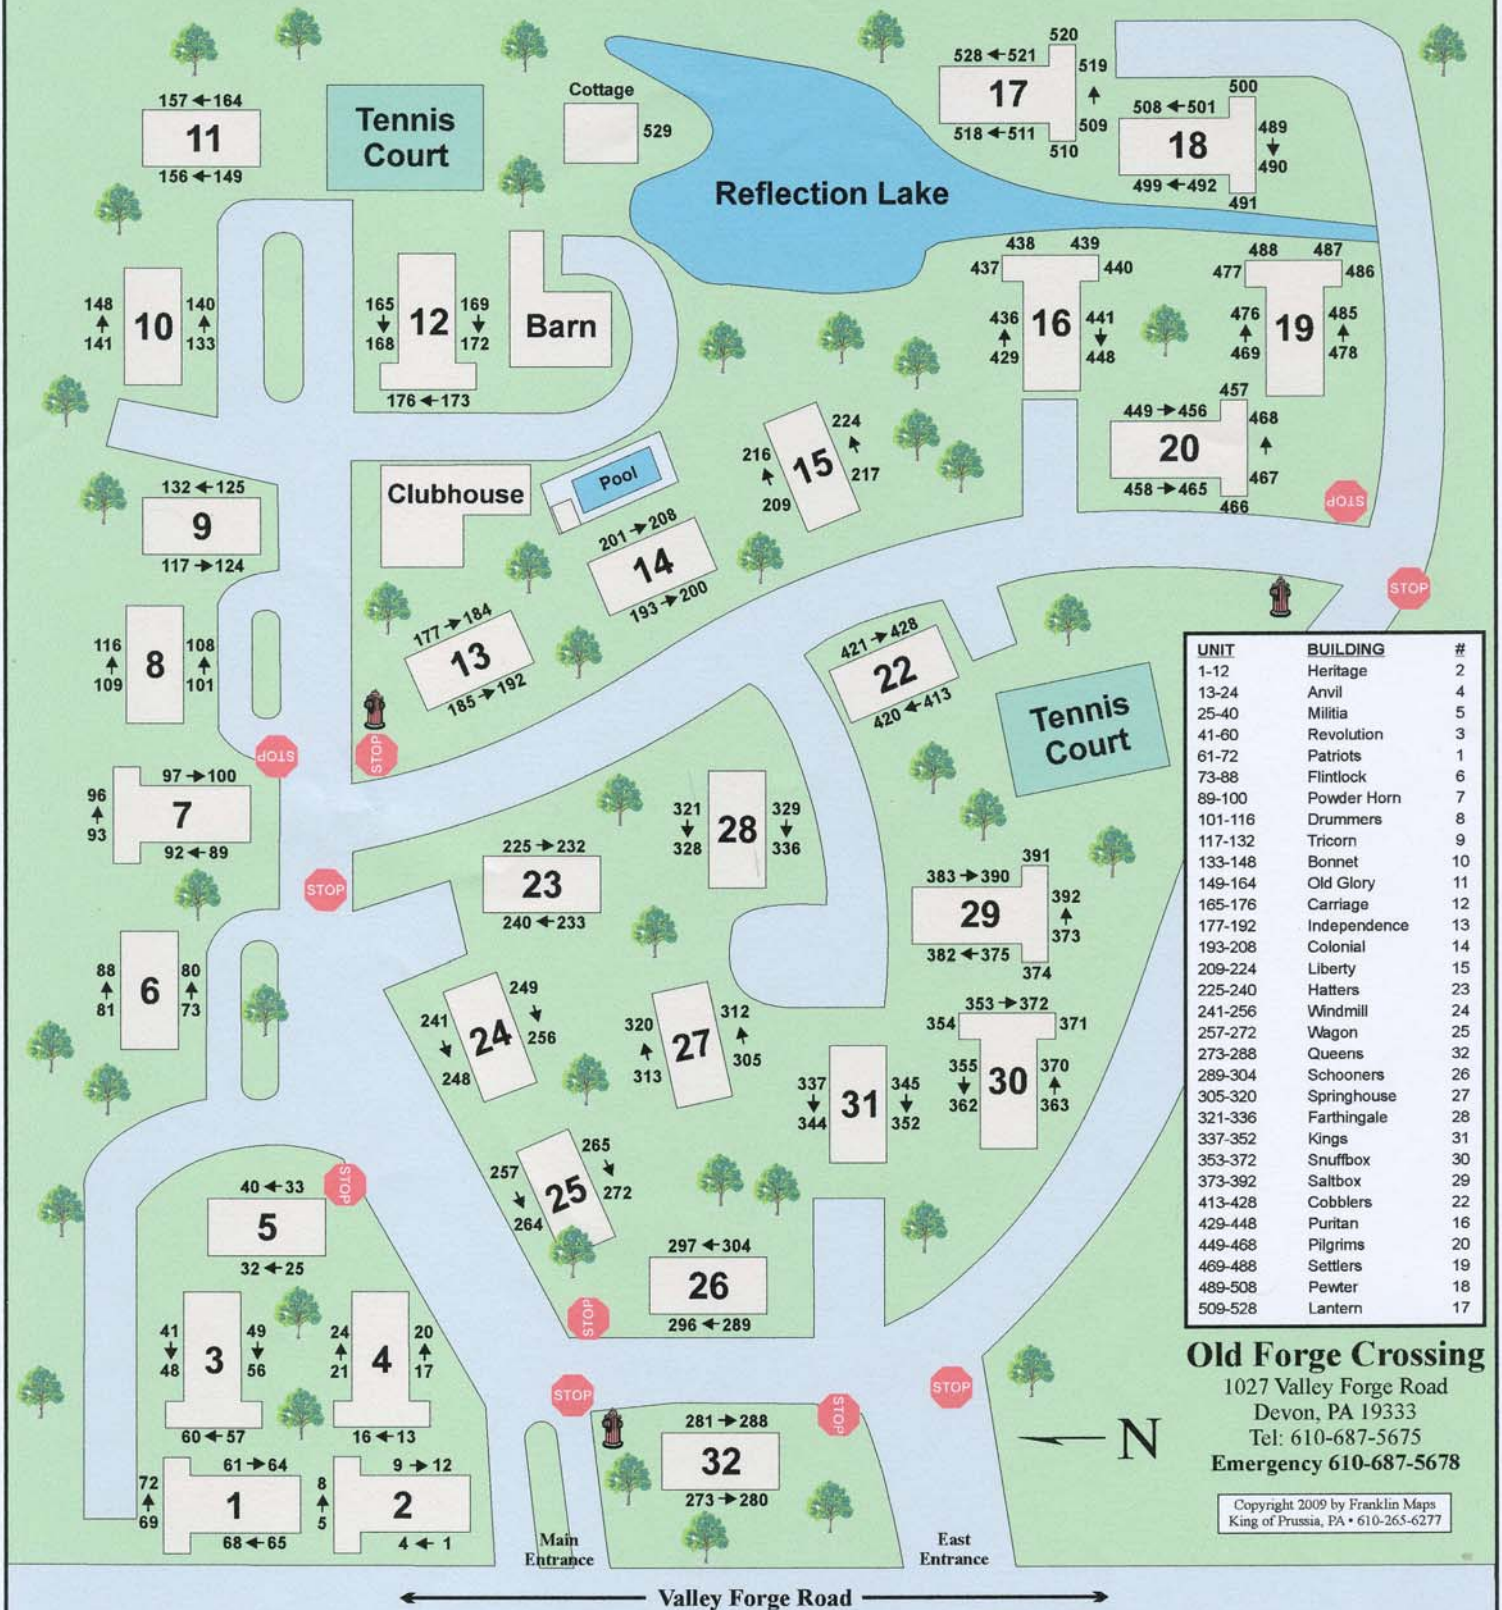 520
528 ←521
519
17
↑
518 ←511
509
510
500
508 ←501
489
18
↓
490
499 ←492
491
157 ←164
11
156 ←149
Tennis
Court
Cottage
529
Reflection Lake
438 439
437 440
436 441
16
↑ ↓
429 448
488 487
477 486
476 485
19
↑ ↑
469 478
148 140
10
↑ ↑
141 133
165 169
12
↓ ↓
168 172
176 ←173
Barn
457
449 →456
468
20
↑
458 →465
467
466
STOP
STOP
132 ←125
9
117 →124
Clubhouse
Pool
224
216
15
↑ ↑
217
209
201 →208
14
193 →200
177 →184
13
185 →192
116 108
8
↑ ↑
109 101
421 →428
22
420 ←413
Tennis
Court
STOP
STOP
97 →100
96
7
↑
93
92 ←89
STOP
225 →232
23
240 ←233
321 329
28
↓ ↓
328 336
391
383 →390
392
29
↑
373
382 ←375
374
88 80
6
↑ ↑
81 73
249
241
24
↓ ↓
256
248
312
320
27
↑ ↑
305
313
353 →372
354 371
355 370
30
↓ ↑
362 363
337 345
31
↓ ↓
344 352
265
257
25
↓ ↓
272
264
STOP
40 ←33
5
32 ←25
297 ←304
26
296 ←289
STOP
41 49
3
↓ ↓
48 56
60 ←57
24 20
4
↑ ↑
21 17
16 ←13
STOP
STOP
STOP
281 →288
32
273 →280
61 →64
72
1
↑
69
68 ←65
9 →12
8
2
↑
5
4 ← 1
Main
Entrance
East
Entrance
Valley Forge Road
UNIT BUILDING #
1-12 Heritage 2
13-24 Anvil 4
25-40 Militia 5
41-60 Revolution 3
61-72 Patriots 1
73-88 Flintlock 6
89-100 Powder Horn 7
101-116 Drummers 8
117-132 Tricorn 9
133-148 Bonnet 10
149-164 Old Glory 11
165-176 Carriage 12
177-192 Independence 13
193-208 Colonial 14
209-224 Liberty 15
225-240 Hatters 23
241-256 Windmill 24
257-272 Wagon 25
273-288 Queens 32
289-304 Schooners 26
305-320 Springhouse 27
321-336 Farthingale 28
337-352 Kings 31
353-372 Snuffbox 30
373-392 Saltbox 29
413-428 Cobblers 22
429-448 Puritan 16
449-468 Pilgrims 20
469-488 Settlers 19
489-508 Pewter 18
509-528 Lantern 17
Old Forge Crossing
1027 Valley Forge Road
Devon, PA 19333
Tel: 610-687-5675
Emergency 610-687-5678
N
Copyright 2009 by Franklin Maps
King of Prussia, PA • 610-265-6277